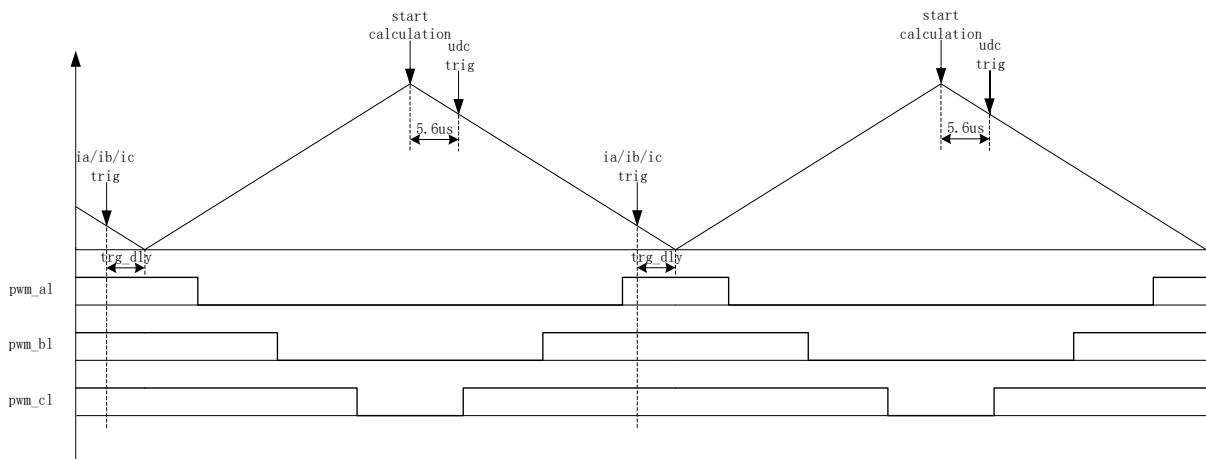 start
calculation
udc
trig
5.6us
start
calculation
udc
trig
5.6us
ia/ib/ic
trig
ia/ib/ic
trig
trg_dly
trg_dly
pwm_al
pwm_bl
pwm_cl